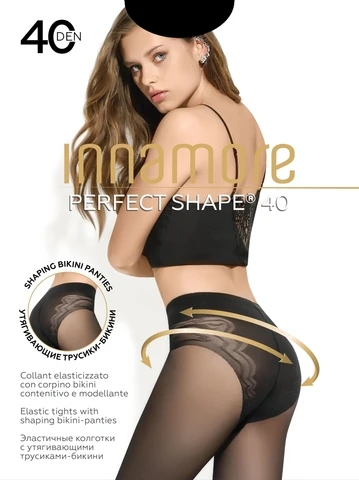 40 DEN
innamore
PERFECT SHAPE® 40
SHAPING BIKINI PANTIES
УТЯГИВАЮЩИЕ ТРУСИКИ-БИКИНИ
Collant elasticizzato
con corpino bikini
contenitivo e modellante
Elastic tights with
shaping bikini-panties
Эластичные колготки
с утягивающими
трусиками-бикини